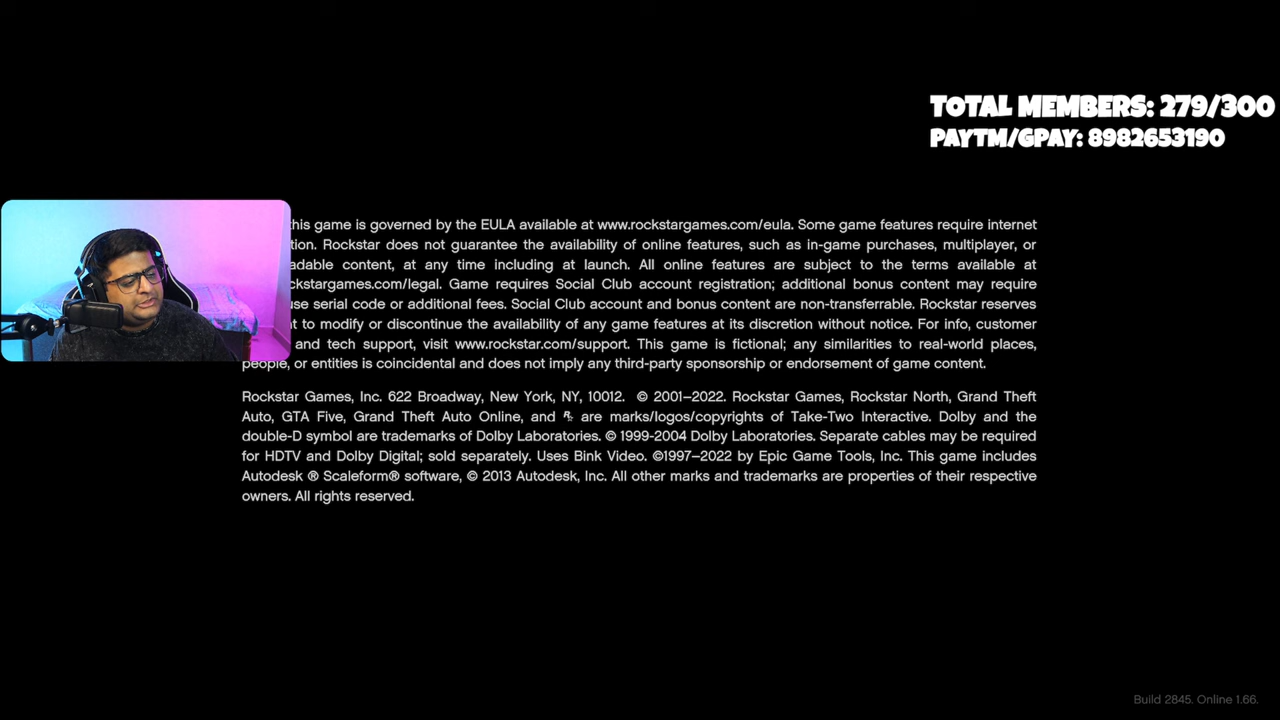 TOTAL MEMBERS: 279/300
PAYTM/GPAY: 8982653190
this game is governed by the EULA available at www.rockstargames.com/eula. Some game features require internet
Rockstar does not guarantee the availability of online features, such as in-game purchases, multiplayer, or
content, at any time including at launch. All online features are subject to the terms available at
Game requires Social Club account registration; additional bonus content may require
serial code or additional fees. Social Club account and bonus content are non-transferrable. Rockstar reserves
to modify or discontinue the availability of any game features at its discretion without notice. For info, customer
and tech support, visit www.rockstar.com/support. This game is fictional; any similarities to real-world places,
people, or entities is coincidental and does not imply any third-party sponsorship or endorsement of game content.
Rockstar Games, Inc. 622 Broadway, New York, NY, 10012. © 2001–2022. Rockstar Games, Rockstar North, Grand Theft
Auto, GTA Five, Grand Theft Auto Online, and are marks/logos/copyrights of Take-Two Interactive. Dolby and the
double-D symbol are trademarks of Dolby Laboratories. © 1999-2004 Dolby Laboratories. Separate cables may be required
for HDTV and Dolby Digital; sold separately. Uses Bink Video. ©1997–2022 by Epic Game Tools, Inc. This game includes
Autodesk ® Scaleform® software, © 2013 Autodesk, Inc. All other marks and trademarks are properties of their respective
owners. All rights reserved.
Build 2845. Online 1.66.